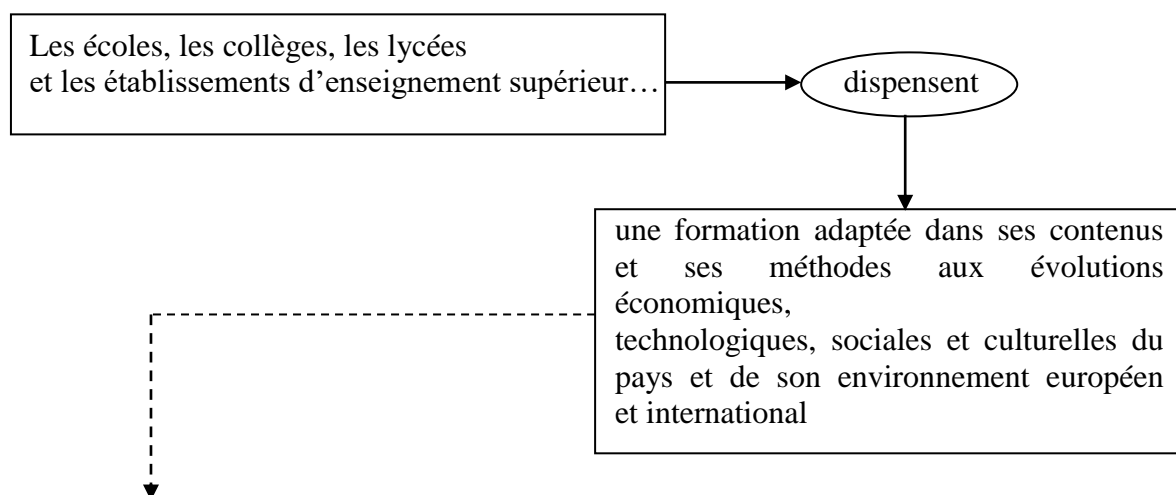 Les écoles, les collèges, les lycées
et les établissements d’enseignement supérieur…
dispensent
une formation adaptée dans ses contenus
et ses méthodes aux évolutions
économiques,
technologiques, sociales et culturelles du
pays et de son environnement européen
et international